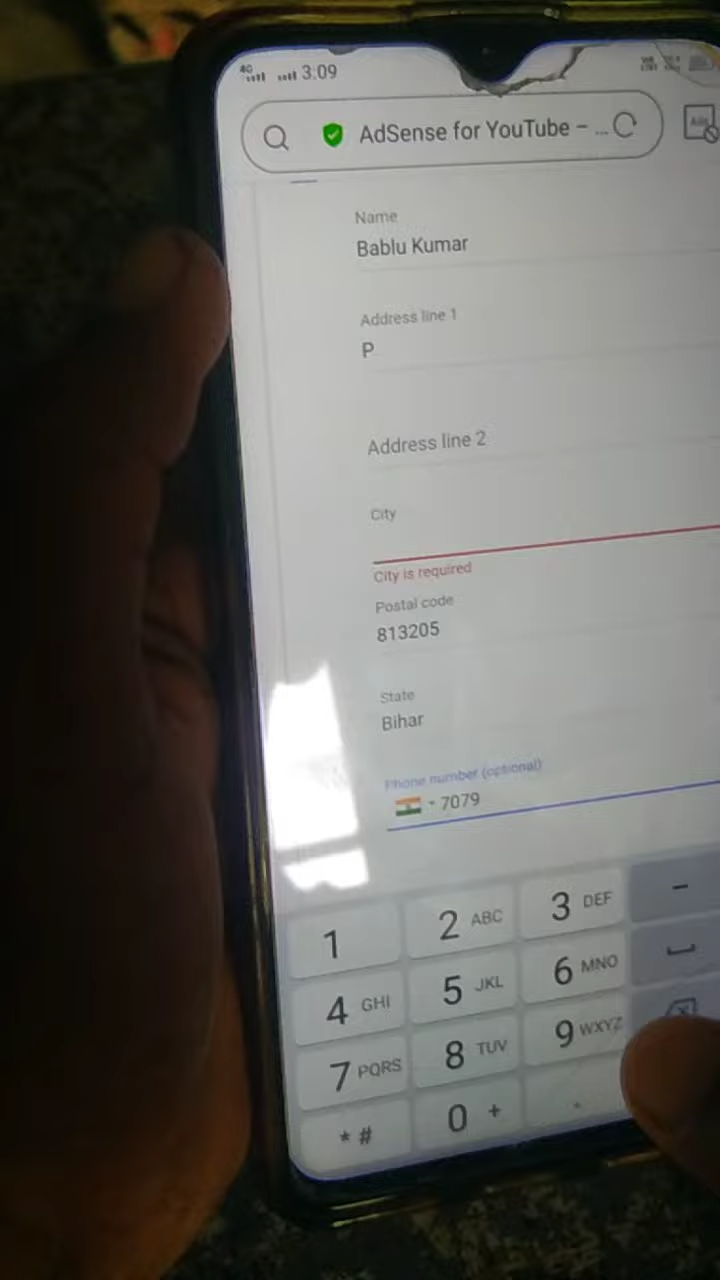 4G 3:09
AdSense for YouTube – ...
Name
Bablu Kumar
Address line 1
P
Address line 2
City
City is required
Postal code
813205
State
Bihar
Phone number (optional)
7079
1
2 ABC
3 DEF
–
4 GHI
5 JKL
6 MNO
7 PQRS
8 TUV
9 WXYZ
* #
0 +
.